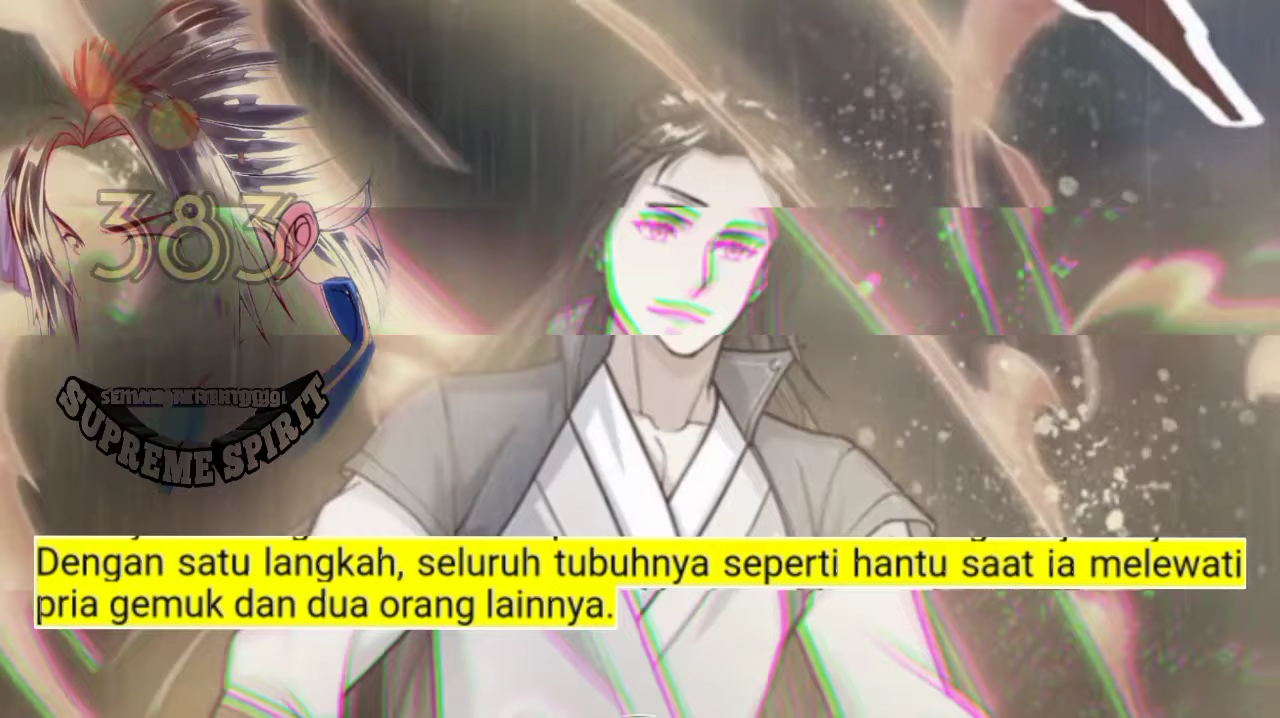 383
SUPREME SPIRIT
Dengan satu langkah, seluruh tubuhnya seperti hantu saat ia melewati
pria gemuk dan dua orang lainnya.